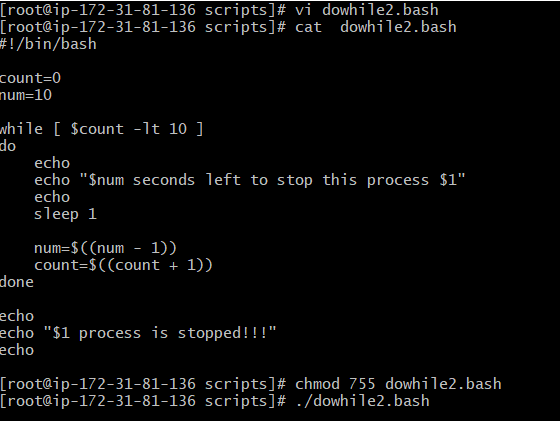 [root@ip-172-31-81-136 scripts]# vi dowhile2.bash
[root@ip-172-31-81-136 scripts]# cat  dowhile2.bash
#!/bin/bash

count=0
num=10

while [ $count -lt 10 ]
do
    echo
    echo "$num seconds left to stop this process $1"
    echo
    sleep 1

    num=$((num - 1))
    count=$((count + 1))
done

echo
echo "$1 process is stopped!!!"
echo

[root@ip-172-31-81-136 scripts]# chmod 755 dowhile2.bash
[root@ip-172-31-81-136 scripts]# ./dowhile2.bash